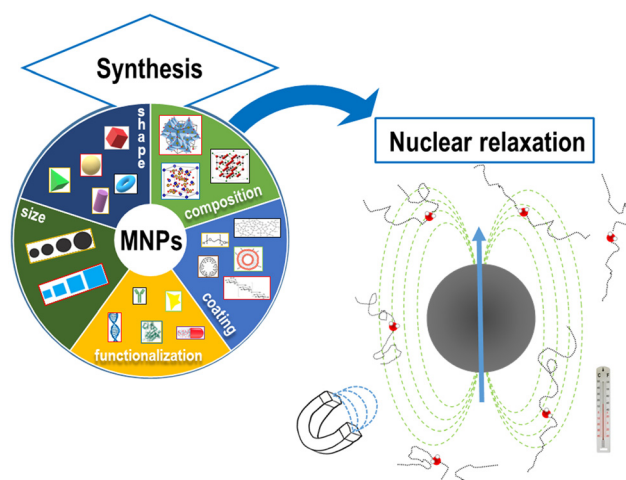 Synthesis
shape
composition
size
MNPs
coating
functionalization
Nuclear relaxation
C F